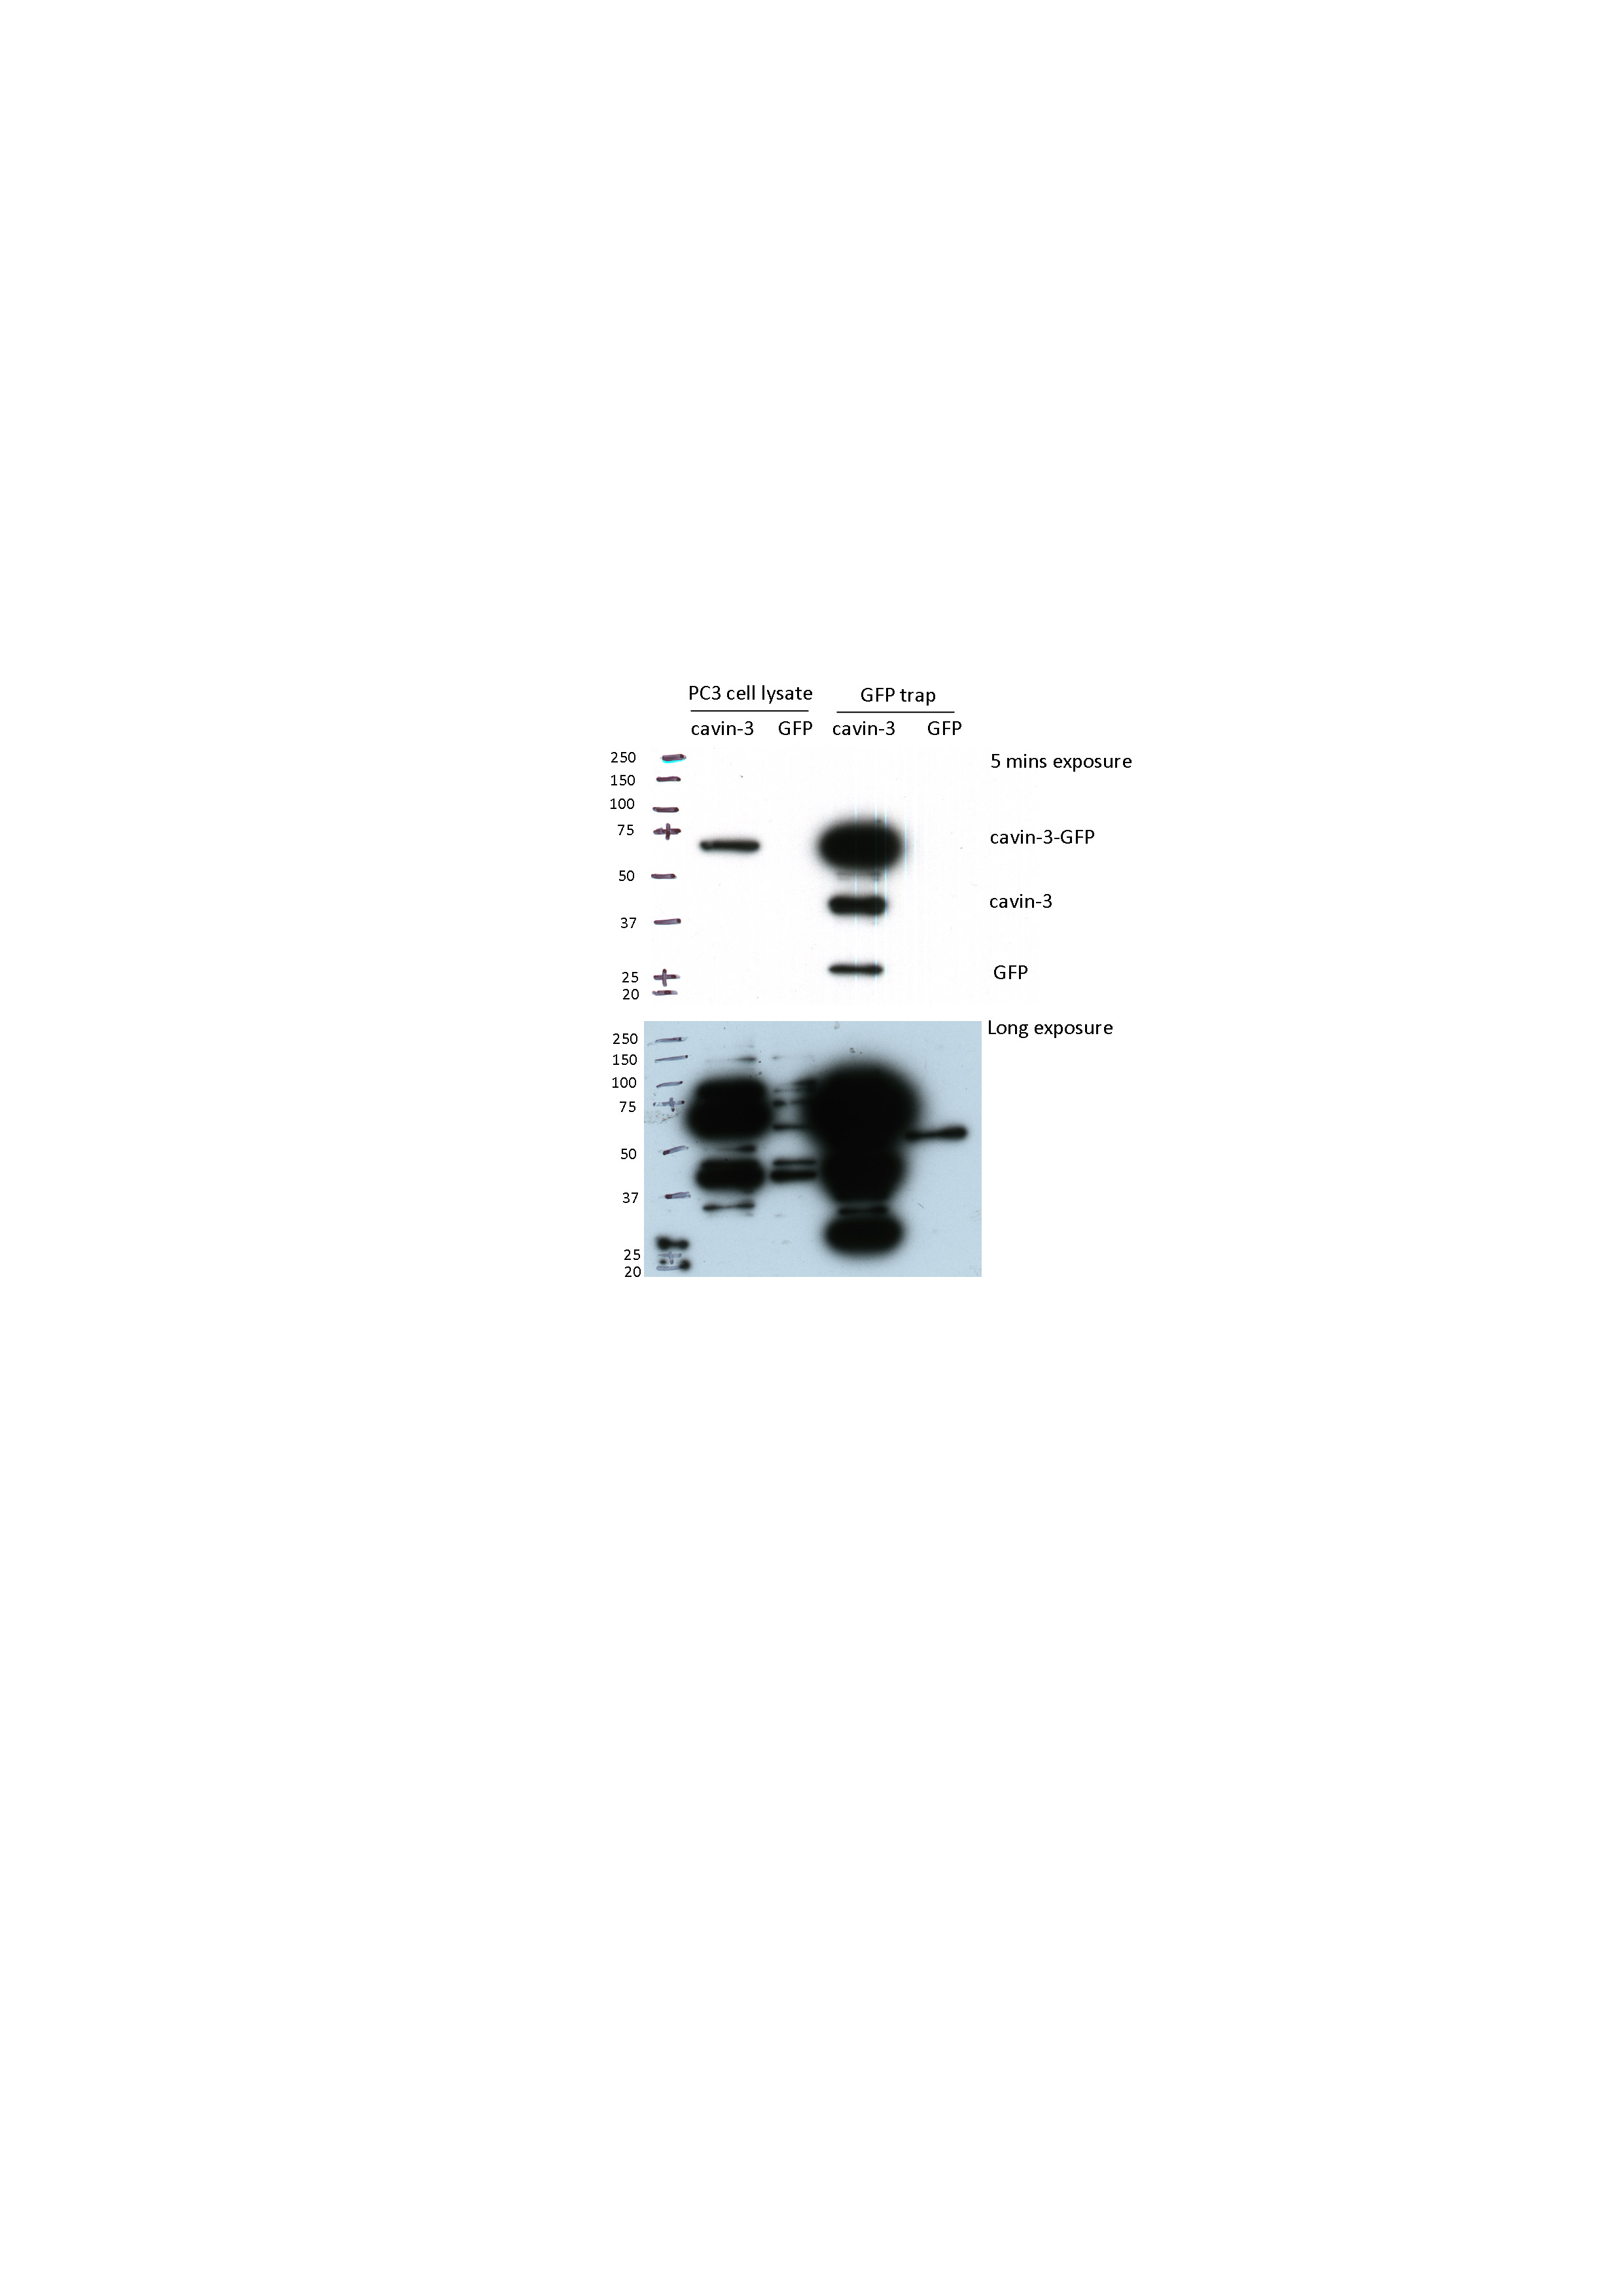 PC3 cell lysate GFP trap
cavin-3 GFP cavin-3 GFP
250 5 mins exposure
150
100
75 cavin-3-GFP
50
cavin-3
37
25 GFP
20
Long exposure
250
150
100
75
50
37
25
20